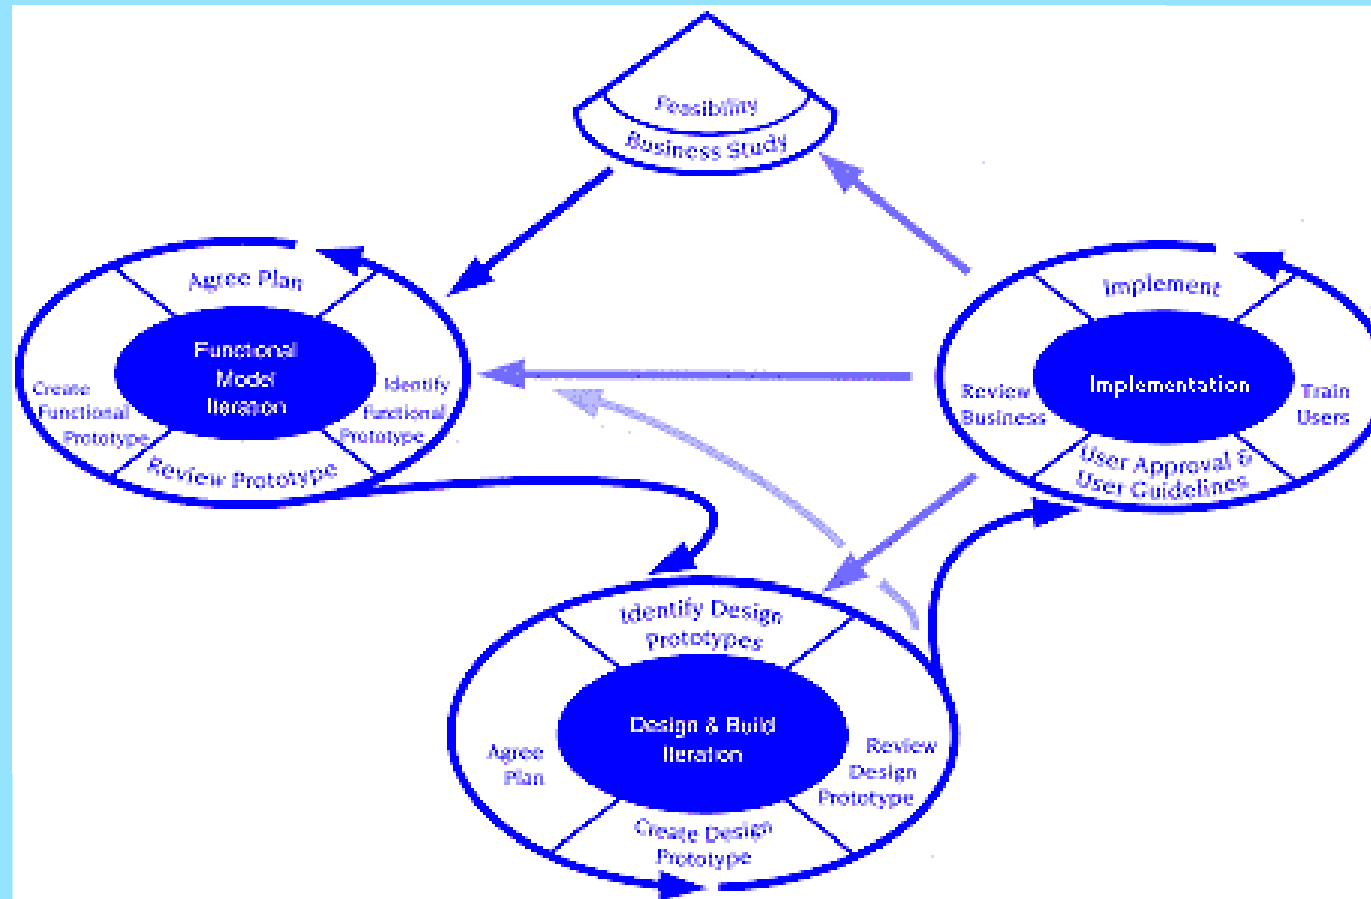 Feasibility
Business Study
Agree Plan
Functional
Model
Iteration
Create
Functional
Prototype
Identify
Functional
Prototype
Review Prototype
Implement
Implementation
Review
Business
Train
Users
User Approval &
User Guidelines
Identify Design
Prototypes
Design & Build
Iteration
Agree
Plan
Review
Design
Prototype
Create Design
Prototype